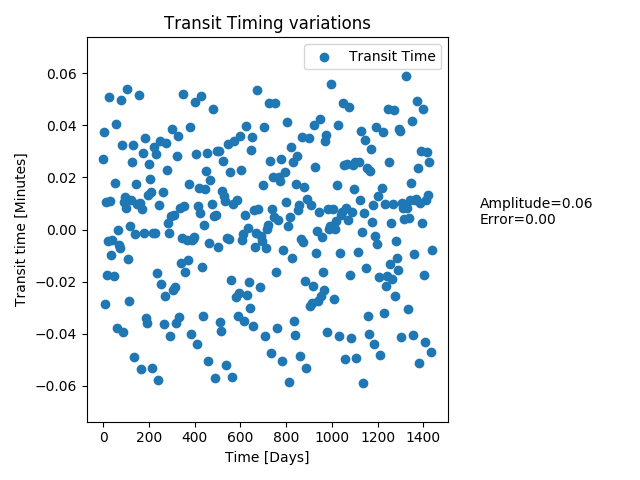 Transit Timing variations
Transit Time
0.06
0.04
0.02
0.00
−0.02
−0.04
−0.06
Transit time [Minutes]
0 200 400 600 800 1000 1200 1400
Time [Days]
Amplitude=0.06
Error=0.00